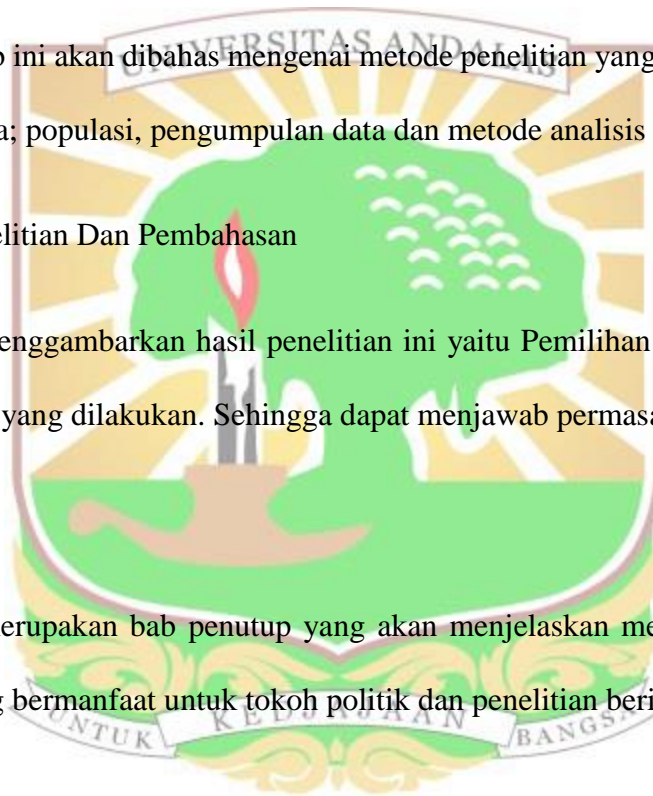 UNIVERSITAS ANDALAS
ini akan dibahas mengenai metode penelitian yang
populasi, pengumpulan data dan metode analisis
elitian Dan Pembahasan
enggambarkan hasil penelitian ini yaitu Pemilihan
yang dilakukan. Sehingga dapat menjawab permasa
erupakan bab penutup yang akan menjelaskan me
bermanfaat untuk tokoh politik dan penelitian beri
UNTUK KEDJAJAAN BANGSA